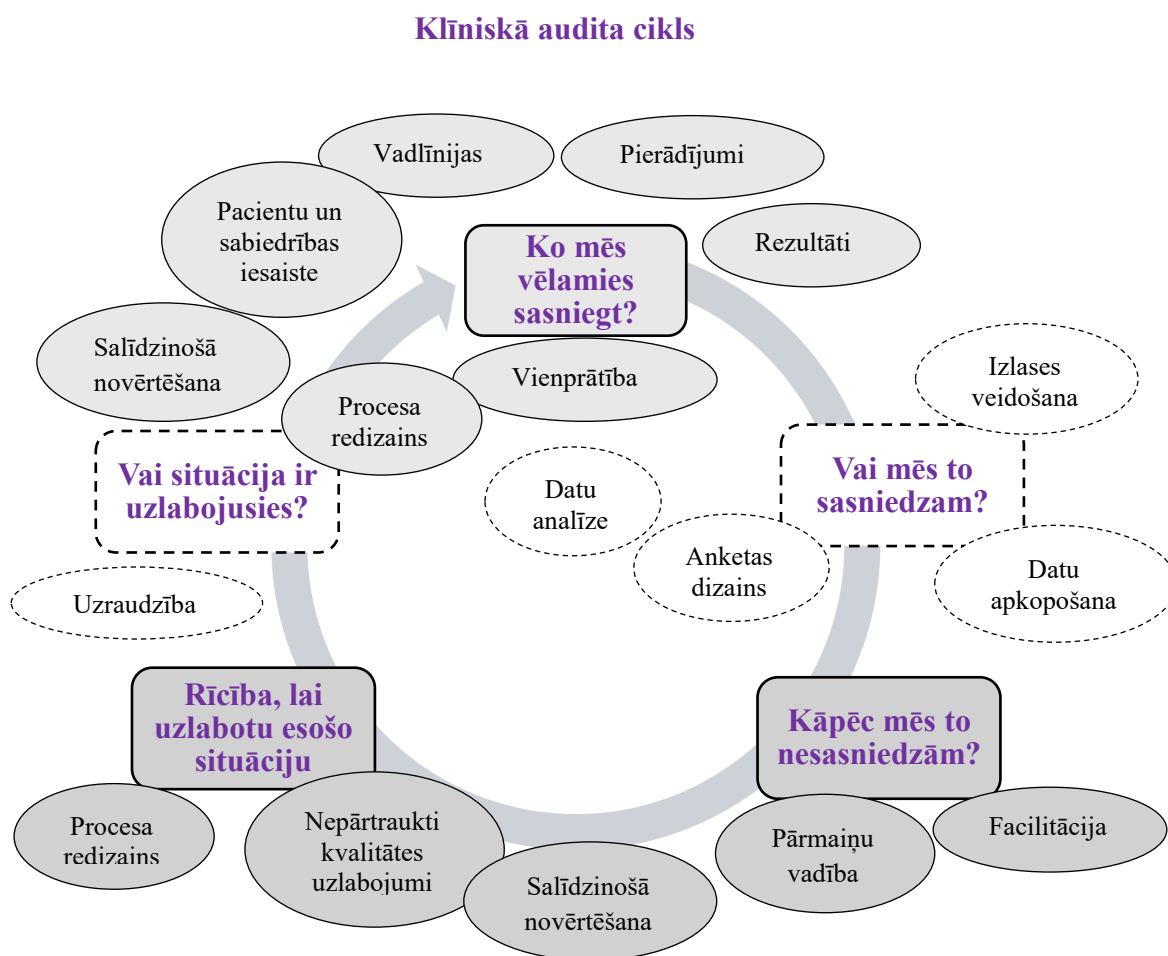 Klīniskā audita cikls
Vadlīnijas
Pierādījumi
Pacientu un
sabiedrības
iesaiste
Ko mēs
vēlamies
sasniegt?
Rezultāti
Salīdzinošā
novērtēšana
Procesa
redizains
Vienprātība
Izlases
veidošana
Vai situācija ir
uzlabojusies?
Datu
analīze
Vai mēs to
sasniedzam?
Anketas
dizains
Datu
apkopošana
Uzraudzība
Rīcība, lai
uzlabotu esošo
situāciju
Kāpēc mēs to
nesasniedzām?
Procesa
redizains
Nepārtraukti
kvalitātes
uzlabojumi
Salīdzinošā
novērtēšana
Pārmaiņu
vadība
Facilitācija